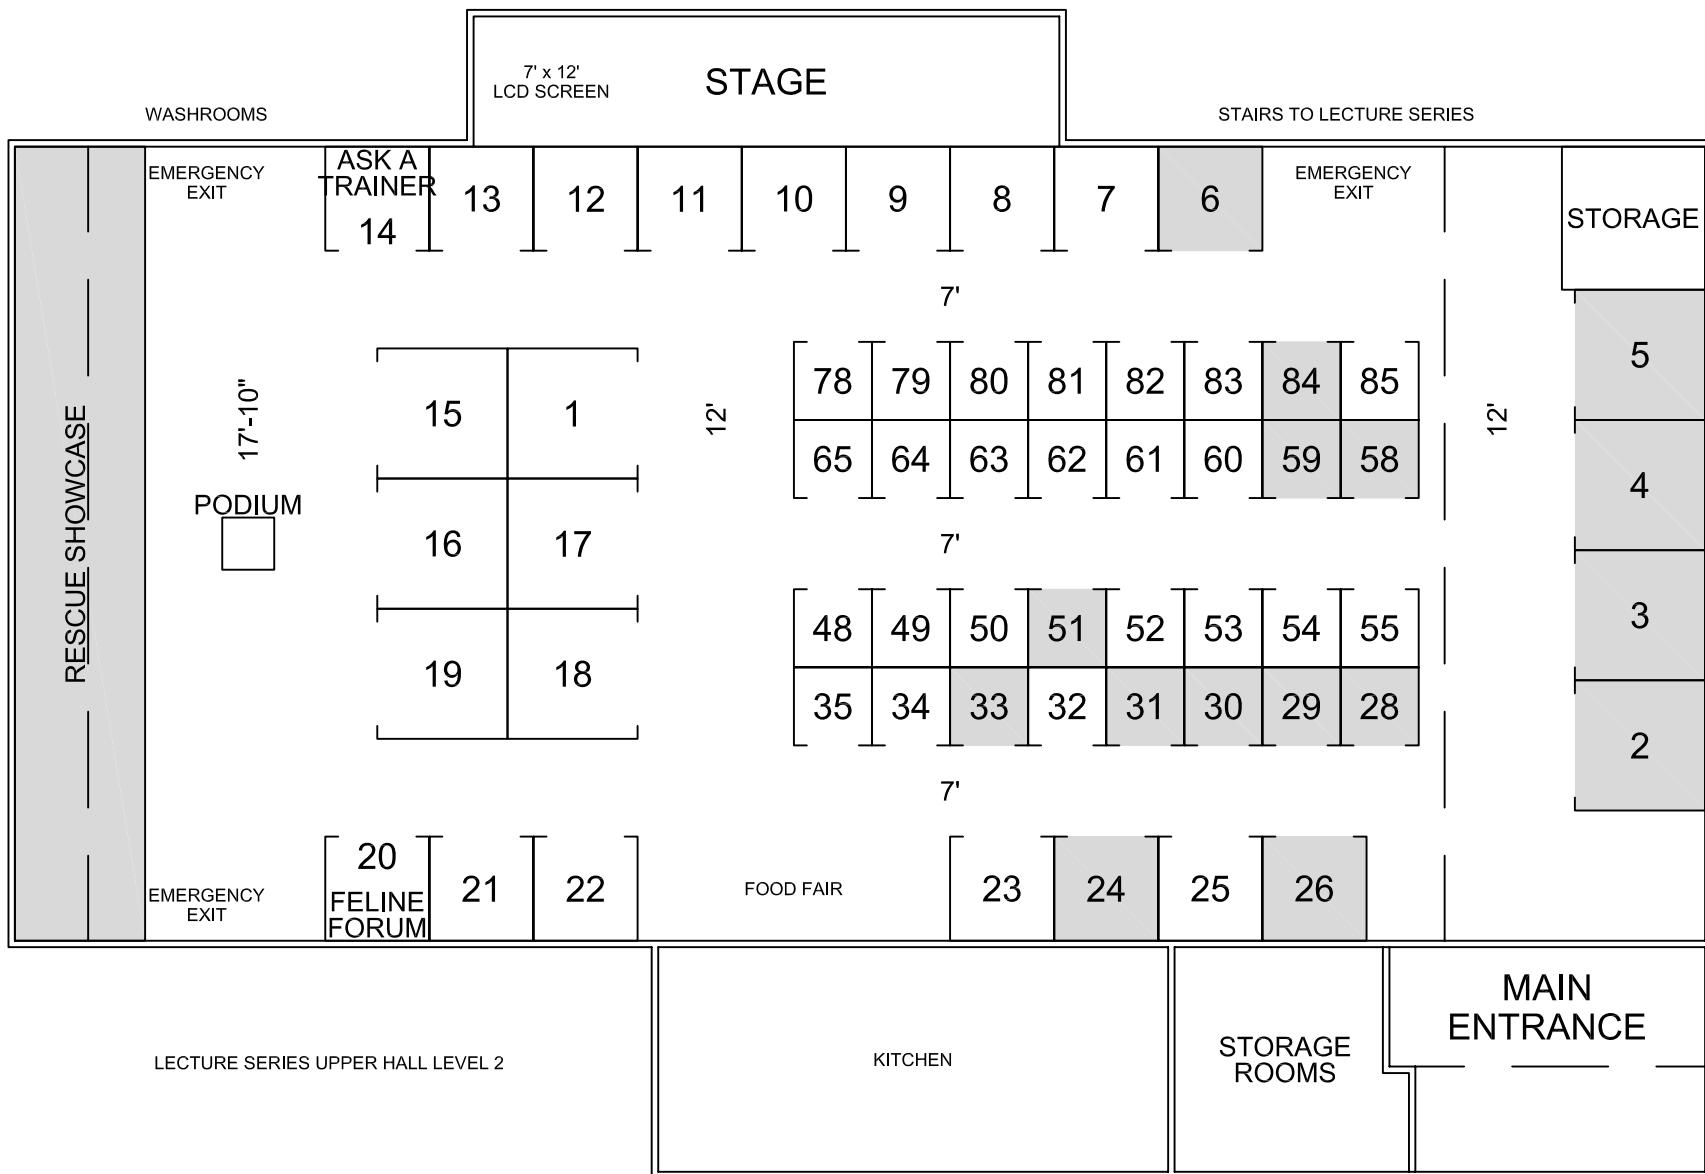 7' x 12'
LCD SCREEN
STAGE
WASHROOMS
STAIRS TO LECTURE SERIES
EMERGENCY
EXIT
ASK A
TRAINER
14
13
12
11
10
9
8
7
6
EMERGENCY
EXIT
STORAGE
7'
RESCUE SHOWCASE
17'-10"
PODIUM
15
1
16
17
19
18
12'
78
79
80
81
82
83
84
85
65
64
63
62
61
60
59
58
7'
48
49
50
51
52
53
54
55
35
34
33
32
31
30
29
28
7'
12'
5
4
3
2
EMERGENCY
EXIT
20
FELINE
FORUM
21
22
FOOD FAIR
23
24
25
26
LECTURE SERIES UPPER HALL LEVEL 2
KITCHEN
STORAGE
ROOMS
MAIN
ENTRANCE